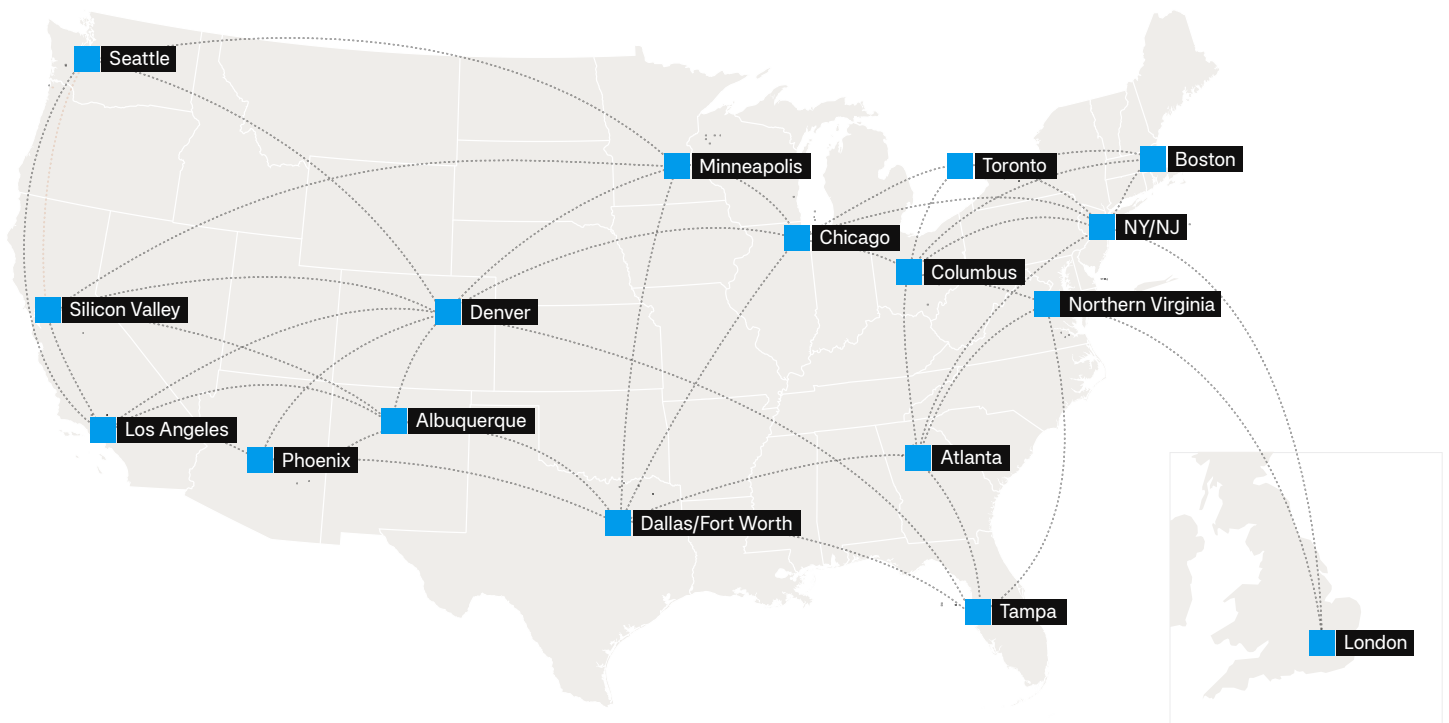 Seattle
Minneapolis
Toronto
Boston
Chicago
NY/NJ
Columbus
Silicon Valley
Denver
Northern Virginia
Los Angeles
Albuquerque
Phoenix
Atlanta
Dallas/Fort Worth
Tampa
London